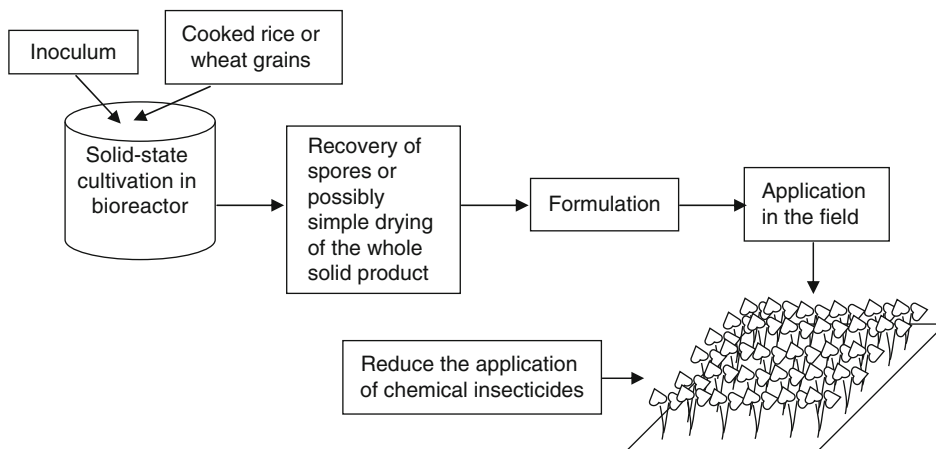 Inoculum
Cooked rice or
wheat grains
Solid-state
cultivation in
bioreactor
Recovery of
spores or
possibly
simple drying
of the whole
solid product
Formulation
Application
in the field
Reduce the application
of chemical insecticides